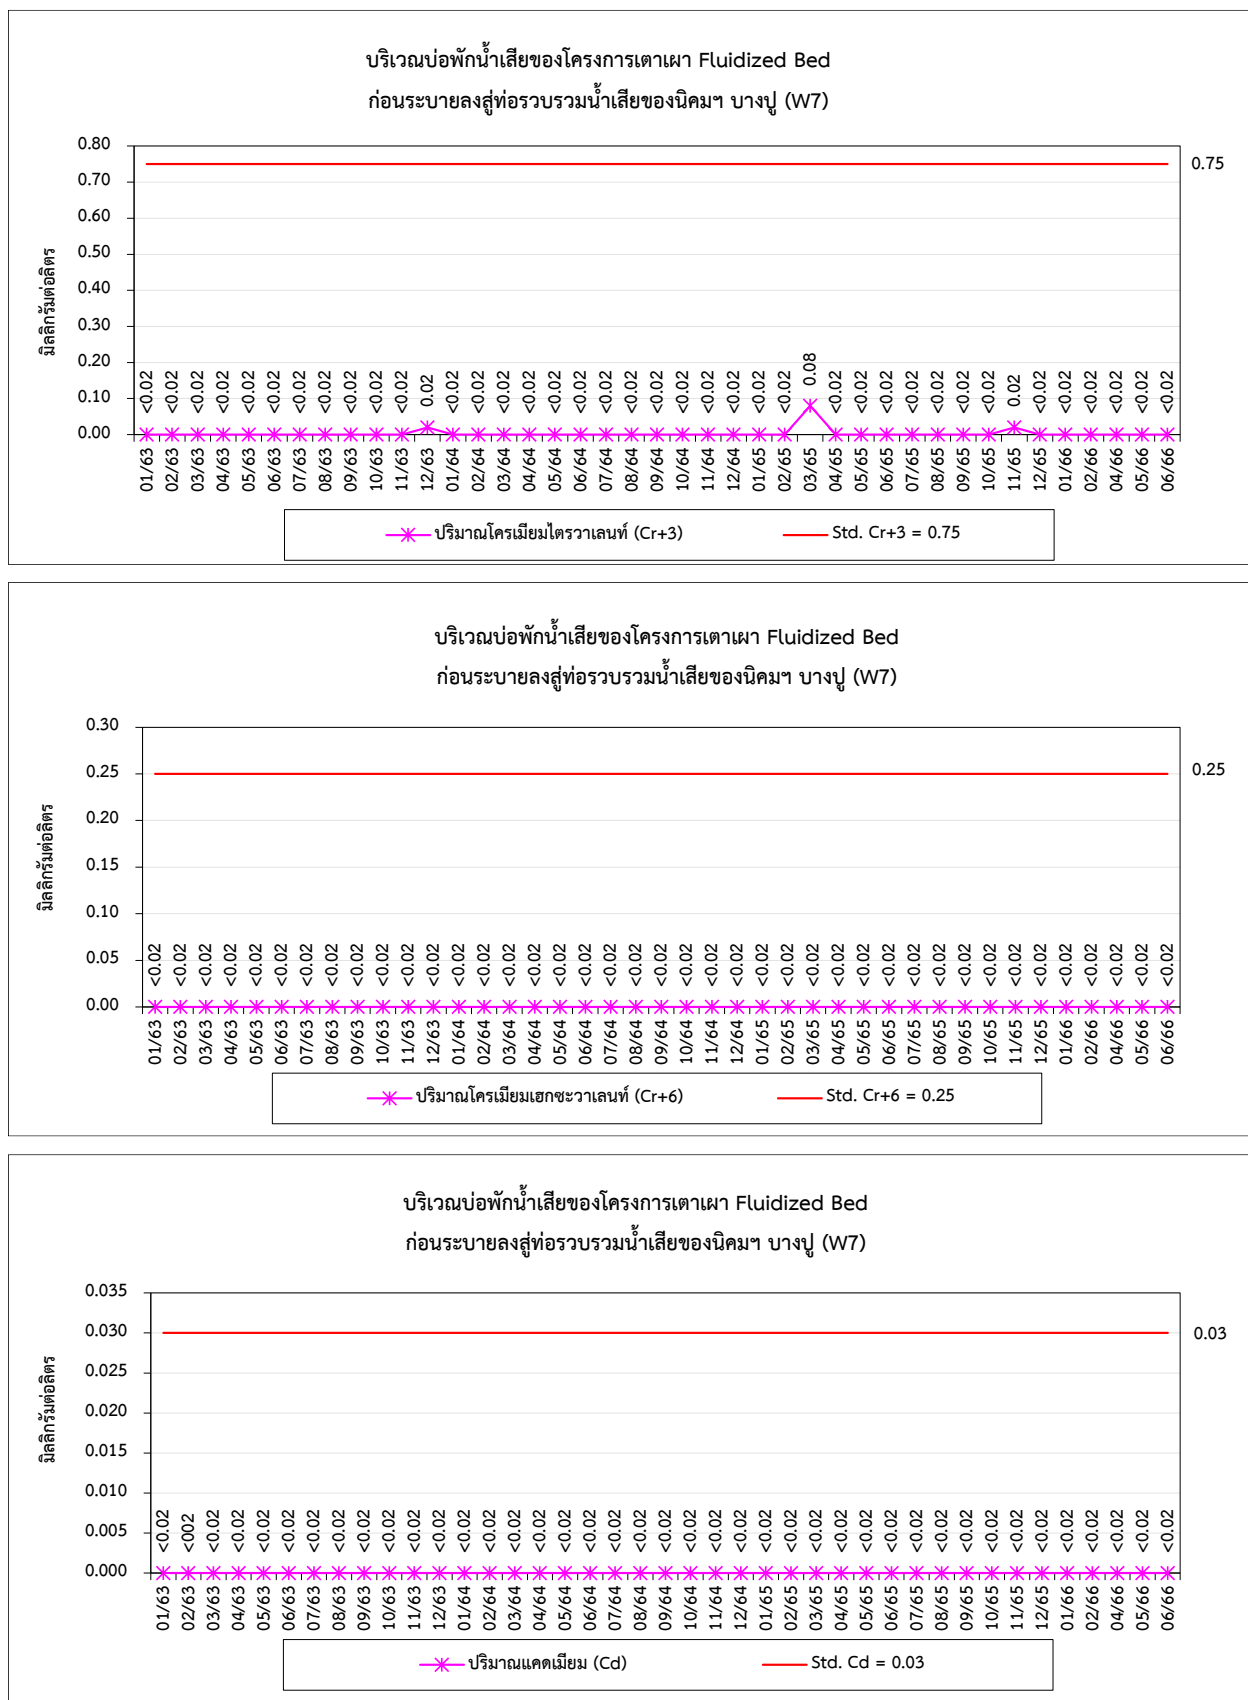 บริเวณบ่อพักน้ำเสียของโครงการเตาเผา Fluidized Bed
ก่อนระบายลงสู่ท่อรวบรวมน้ำเสียของนิคมฯ บางปู (W7)
มิลลิกรัมต่อลิตร
0.80
0.70
0.60
0.50
0.40
0.30
0.20
0.10
0.00
0.75
<0.02 <0.02 <0.02 <0.02 <0.02 <0.02 <0.02 <0.02 <0.02 <0.02 <0.02 0.02 <0.02 <0.02 <0.02 <0.02 <0.02 <0.02 <0.02 <0.02 <0.02 <0.02 <0.02 <0.02 <0.02 <0.02 0.08 <0.02 <0.02 <0.02 <0.02 <0.02 <0.02 <0.02 0.02 <0.02 <0.02 <0.02 <0.02 <0.02 <0.02
01/63 02/63 03/63 04/63 05/63 06/63 07/63 08/63 09/63 10/63 11/63 12/63 01/64 02/64 03/64 04/64 05/64 06/64 07/64 08/64 09/64 10/64 11/64 12/64 01/65 02/65 03/65 04/65 05/65 06/65 07/65 08/65 09/65 10/65 11/65 12/65 01/66 02/66 04/66 05/66 06/66
ปริมาณโครเมียมไตรวาเลนท์ (Cr+3) Std. Cr+3 = 0.75
บริเวณบ่อพักน้ำเสียของโครงการเตาเผา Fluidized Bed
ก่อนระบายลงสู่ท่อรวบรวมน้ำเสียของนิคมฯ บางปู (W7)
มิลลิกรัมต่อลิตร
0.30
0.25
0.20
0.15
0.10
0.05
0.00
0.25
<0.02 <0.02 <0.02 <0.02 <0.02 <0.02 <0.02 <0.02 <0.02 <0.02 <0.02 <0.02 <0.02 <0.02 <0.02 <0.02 <0.02 <0.02 <0.02 <0.02 <0.02 <0.02 <0.02 <0.02 <0.02 <0.02 <0.02 <0.02 <0.02 <0.02 <0.02 <0.02 <0.02 <0.02 <0.02 <0.02 <0.02 <0.02 <0.02 <0.02 <0.02
01/63 02/63 03/63 04/63 05/63 06/63 07/63 08/63 09/63 10/63 11/63 12/63 01/64 02/64 03/64 04/64 05/64 06/64 07/64 08/64 09/64 10/64 11/64 12/64 01/65 02/65 03/65 04/65 05/65 06/65 07/65 08/65 09/65 10/65 11/65 12/65 01/66 02/66 04/66 05/66 06/66
ปริมาณโครเมียมเฮกซะวาเลนท์ (Cr+6) Std. Cr+6 = 0.25
บริเวณบ่อพักน้ำเสียของโครงการเตาเผา Fluidized Bed
ก่อนระบายลงสู่ท่อรวบรวมน้ำเสียของนิคมฯ บางปู (W7)
มิลลิกรัมต่อลิตร
0.035
0.030
0.025
0.020
0.015
0.010
0.005
0.000
0.03
<0.02 <002 <0.02 <0.02 <0.02 <0.02 <0.02 <0.02 <0.02 <0.02 <0.02 <0.02 <0.02 <0.02 <0.02 <0.02 <0.02 <0.02 <0.02 <0.02 <0.02 <0.02 <0.02 <0.02 <0.02 <0.02 <0.02 <0.02 <0.02 <0.02 <0.02 <0.02 <0.02 <0.02 <0.02 <0.02 <0.02 <0.02 <0.02 <0.02 <0.02
01/63 02/63 03/63 04/63 05/63 06/63 07/63 08/63 09/63 10/63 11/63 12/63 01/64 02/64 03/64 04/64 05/64 06/64 07/64 08/64 09/64 10/64 11/64 12/64 01/65 02/65 03/65 04/65 05/65 06/65 07/65 08/65 09/65 10/65 11/65 12/65 01/66 02/66 04/66 05/66 06/66
ปริมาณแคดเมียม (Cd) Std. Cd = 0.03